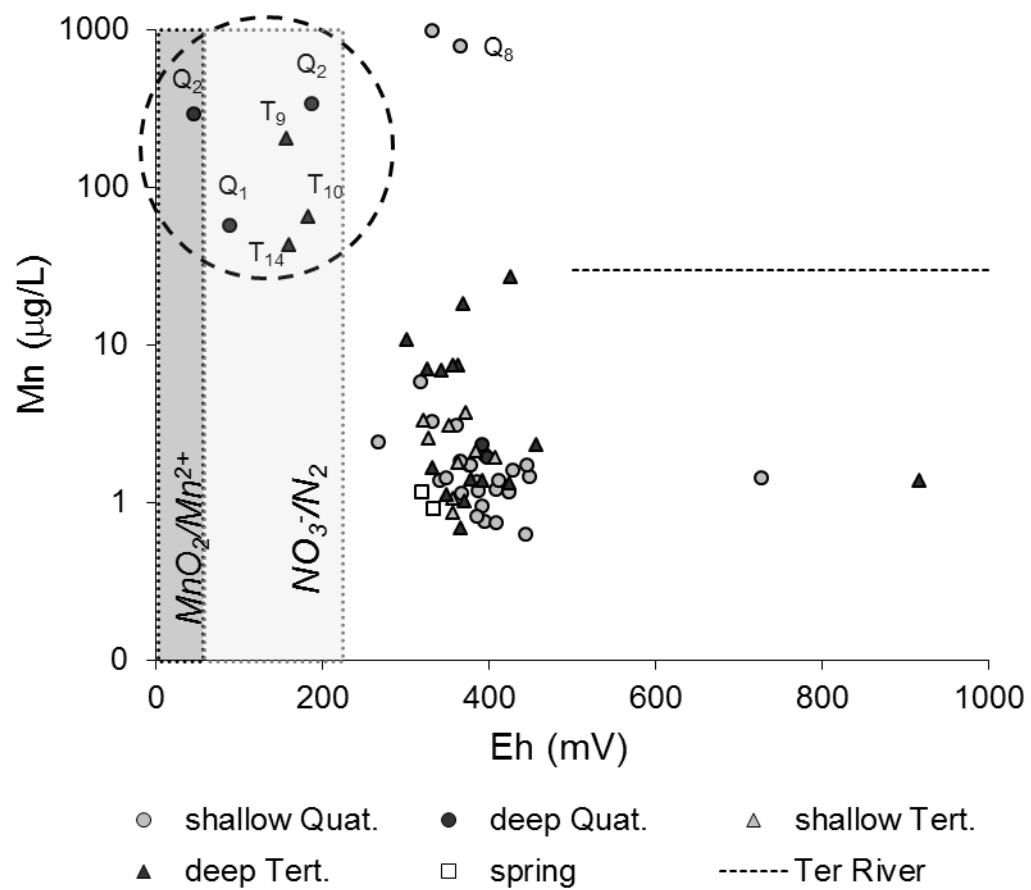 1000
Q8
Q2
Q2
T9
100
Q1
T10
T14
Mn (µg/L)
10
1
0
MnO2/Mn2+
NO3-/N2
0 200 400 600 800 1000
Eh (mV)
shallow Quat. deep Quat. shallow Tert.
deep Tert. spring Ter River